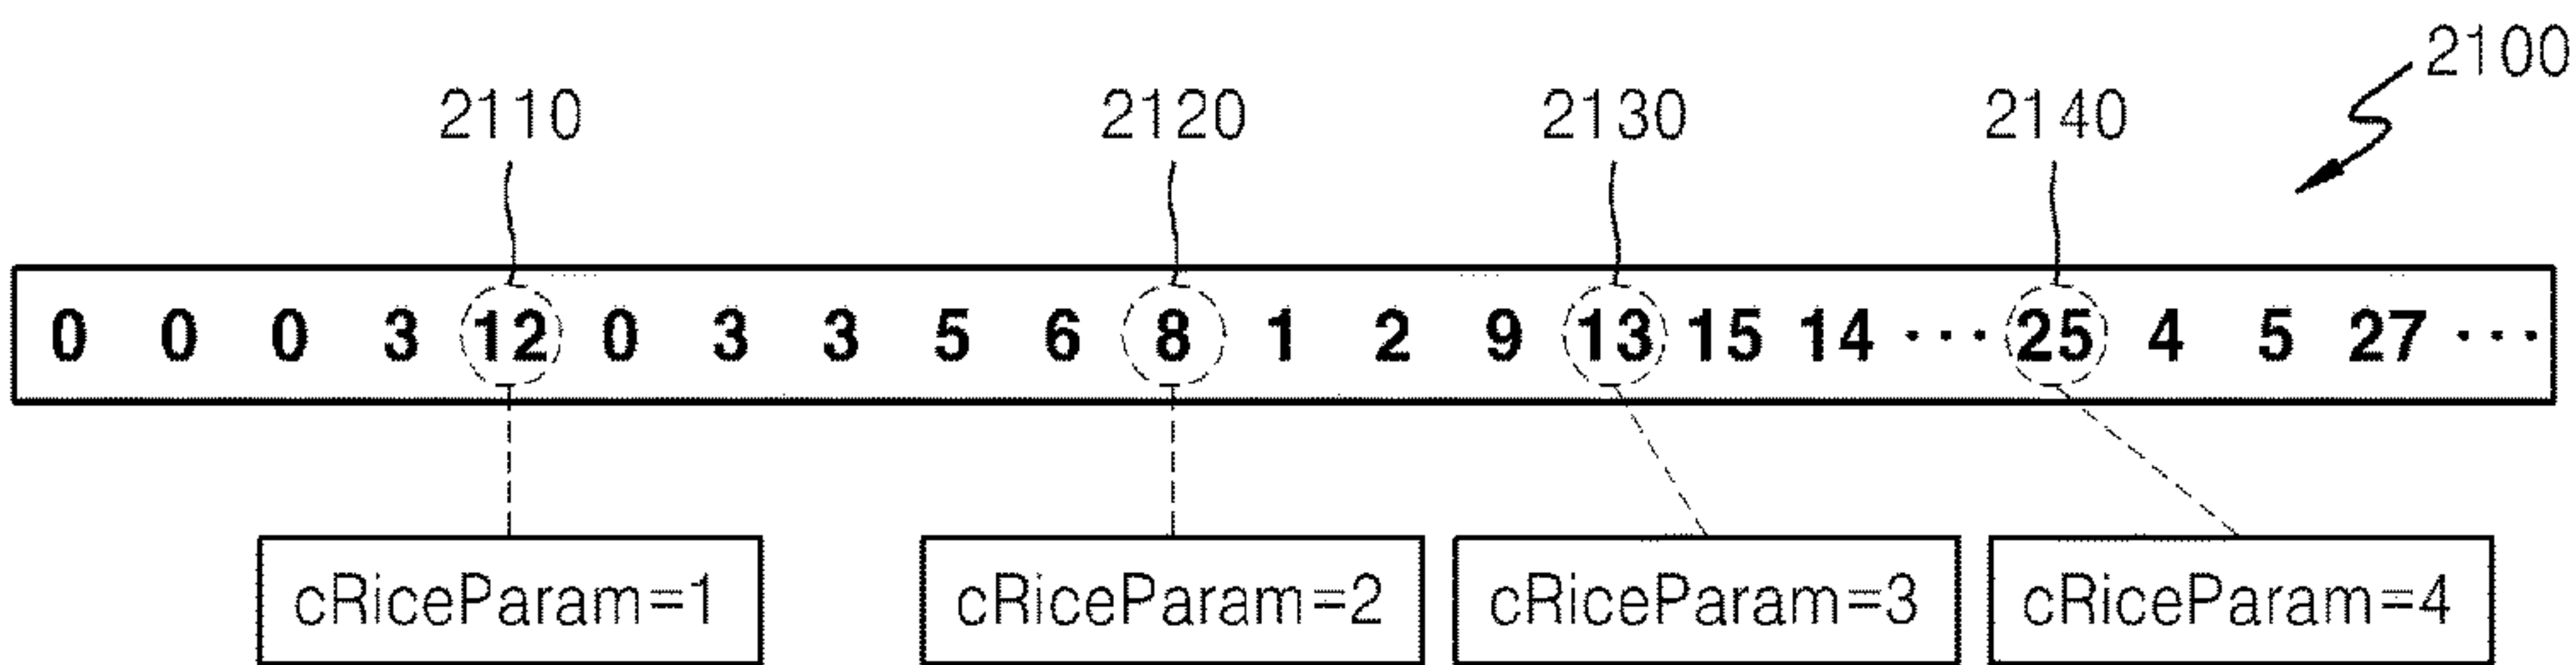 2100
2110 2120 2130 2140
0 0 0 3 12 0 3 3 5 6 8 1 2 9 13 15 14 ··· 25 4 5 27 ···
cRiceParam=1 cRiceParam=2 cRiceParam=3 cRiceParam=4